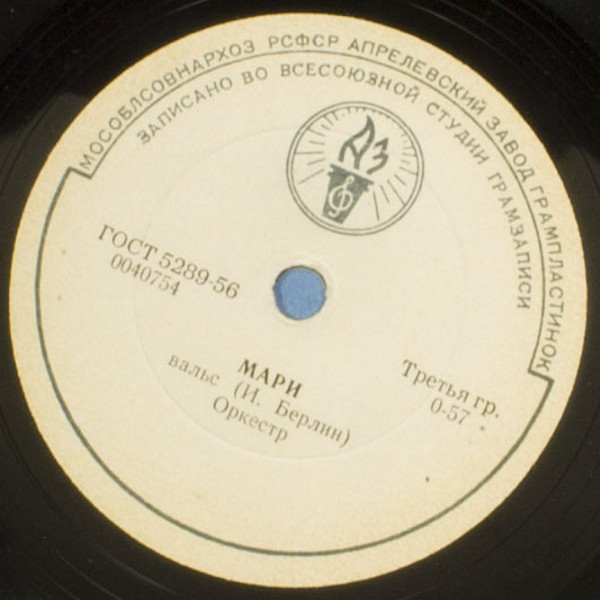 МОСОБЛСОВНАРХОЗ РСФСР АПРЕЛЕВСКИЙ ЗАВОД ГРАМПЛАСТИНОК
ЗАПИСАНО ВО ВСЕСОЮЗНОЙ СТУДИИ ГРАМЗАПИСИ
АЗ
ГОСТ 5289-56
0040754
МАРИ
вальс (И. Берлин)
Оркестр
Третья гр.
0-57